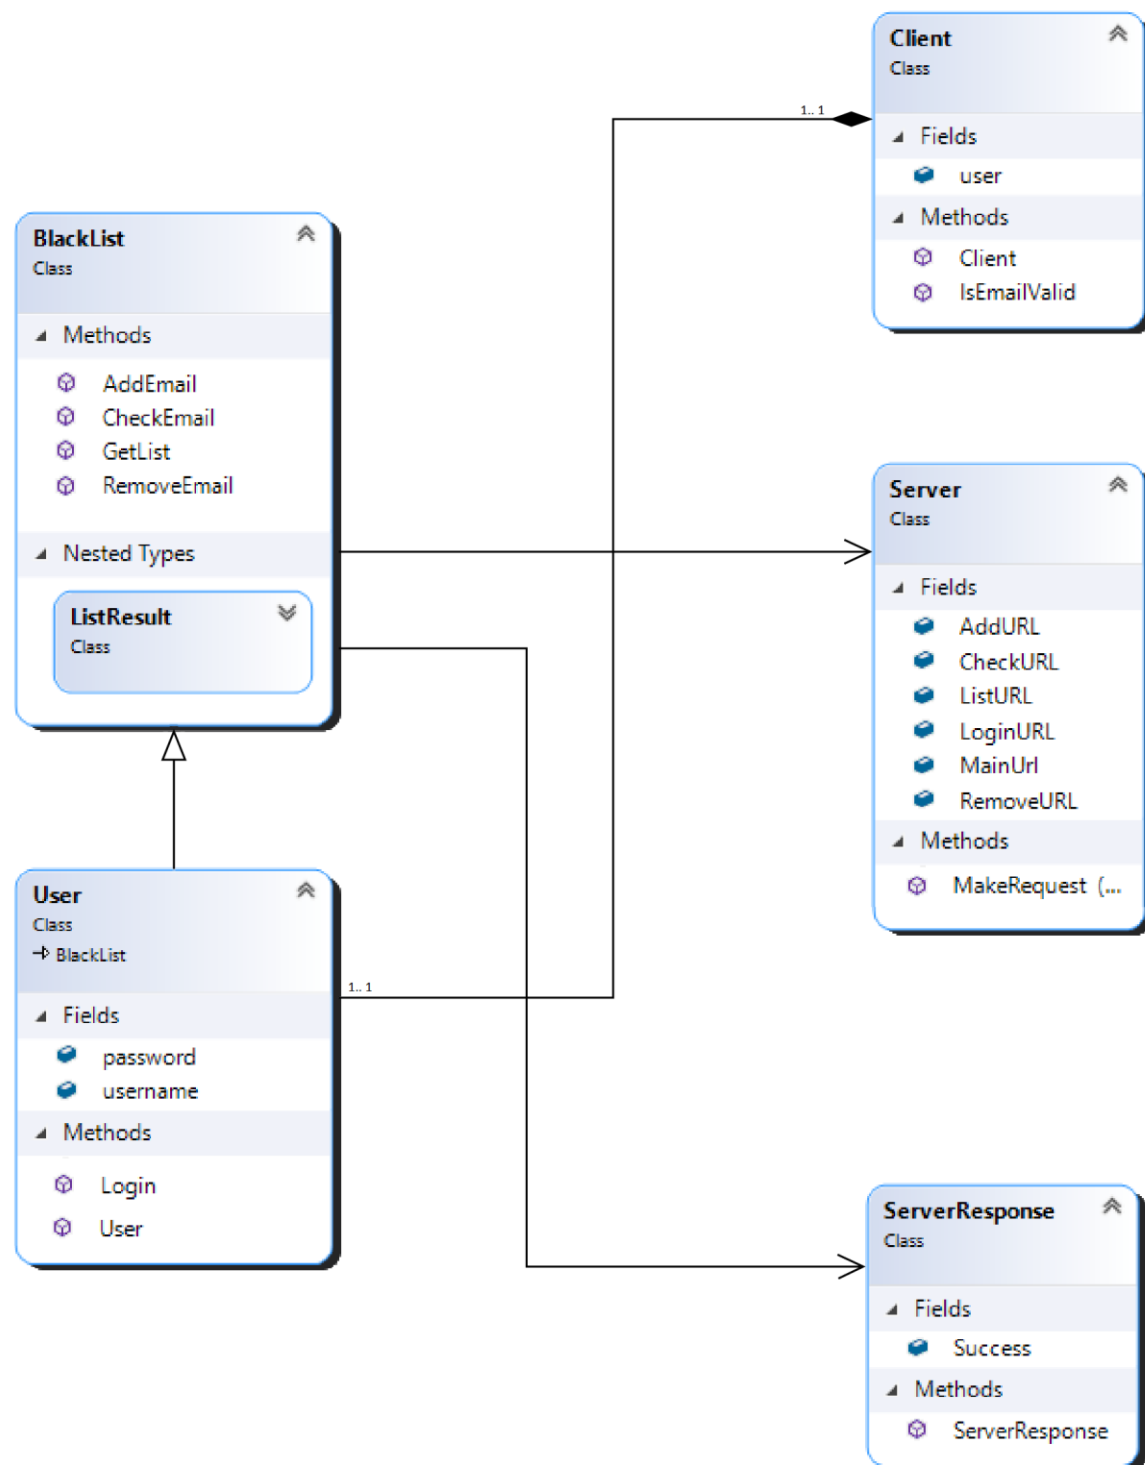 Client
Class
Fields
user
Methods
Client
IsEmailValid
1.. 1
BlackList
Class
Methods
AddEmail
CheckEmail
GetList
RemoveEmail
Nested Types
ListResult
Class
Server
Class
Fields
AddURL
CheckURL
ListURL
LoginURL
MainUrl
RemoveURL
Methods
MakeRequest (...
User
Class
BlackList
Fields
password
username
Methods
Login
User
1.. 1
ServerResponse
Class
Fields
Success
Methods
ServerResponse